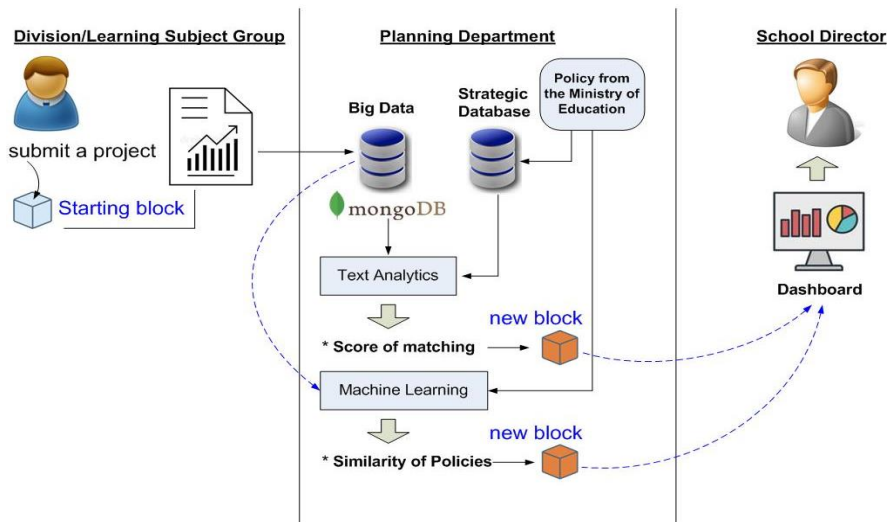 Division/Learning Subject Group
submit a project
Starting block
Planning Department
Big Data
mongoDB
Strategic
Database
Policy from
the Ministry of
Education
Text Analytics
* Score of matching
new block
Machine Learning
* Similarity of Policies
new block
School Director
Dashboard